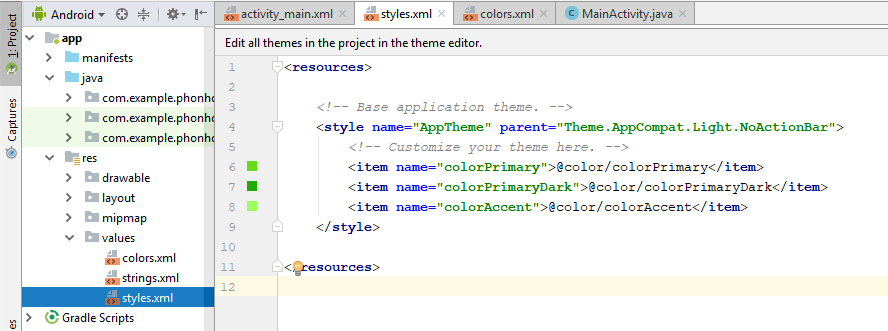 Android
activity_main.xml
styles.xml
colors.xml
MainActivity.java
1: Project
Captures
app
manifests
java
com.example.phonho
com.example.phonho
com.example.phonho
res
drawable
layout
mipmap
values
colors.xml
strings.xml
styles.xml
Gradle Scripts
Edit all themes in the project in the theme editor.
1 <resources>
2
3 <!-- Base application theme. -->
4 <style name="AppTheme" parent="Theme.AppCompat.Light.NoActionBar">
5 <!-- Customize your theme here. -->
6 <item name="colorPrimary">@color/colorPrimary</item>
7 <item name="colorPrimaryDark">@color/colorPrimaryDark</item>
8 <item name="colorAccent">@color/colorAccent</item>
9 </style>
10
11 </resources>
12